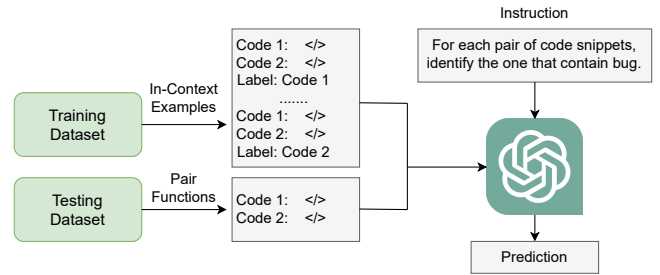 Instruction
For each pair of code snippets,
identify the one that contain bug.
Training
Dataset
In-Context
Examples
Code 1: </>
Code 2: </>
Label: Code 1
.......
Code 1: </>
Code 2: </>
Label: Code 2
Testing
Dataset
Pair
Functions
Code 1: </>
Code 2: </>
Prediction